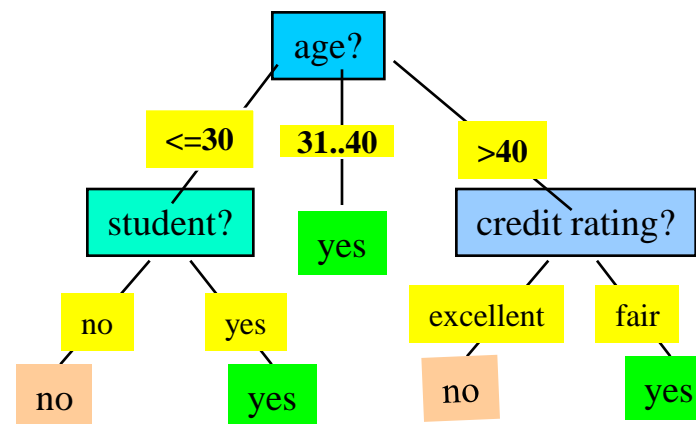 age?
<=30
31..40
>40
student?
yes
credit rating?
no
yes
excellent
fair
no
yes
no
yes